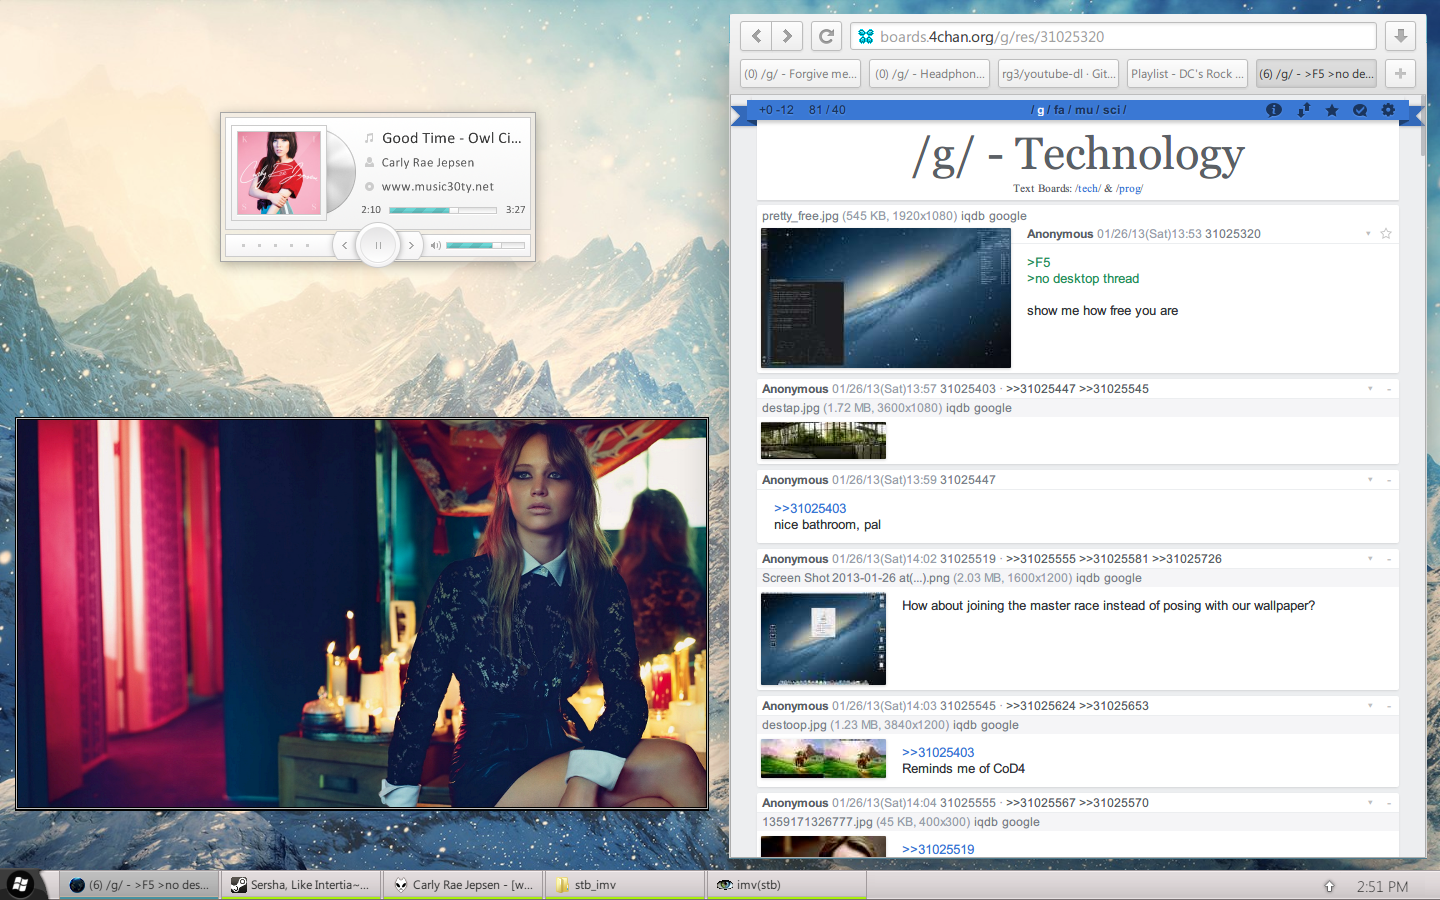 Good Time - Owl Ci...
Carly Rae Jepsen
www.music30ty.net
2:10
3:27
boards.4chan.org/g/res/31025320
(0) /g/ - Forgive me...
(0) /g/ - Headphon...
rg3/youtube-dl · Git...
Playlist - DC's Rock ...
(6) /g/ - >F5 >no de...
+0 -12 81 / 40
/ g / fa / mu / sci /
/g/ - Technology
Text Boards: /tech/ & /prog/
pretty_free.jpg (545 KB, 1920x1080) iqdb google
Anonymous 01/26/13(Sat)13:53 31025320
>F5
>no desktop thread
show me how free you are
Anonymous 01/26/13(Sat)13:57 31025403 · >>31025447 >>31025545
destap.jpg (1.72 MB, 3600x1080) iqdb google
Anonymous 01/26/13(Sat)13:59 31025447
>>31025403
nice bathroom, pal
Anonymous 01/26/13(Sat)14:02 31025519 · >>31025555 >>31025581 >>31025726
Screen Shot 2013-01-26 at(...).png (2.03 MB, 1600x1200) iqdb google
How about joining the master race instead of posing with our wallpaper?
Anonymous 01/26/13(Sat)14:03 31025545 · >>31025624 >>31025653
destoop.jpg (1.23 MB, 3840x1200) iqdb google
>>31025403
Reminds me of CoD4
Anonymous 01/26/13(Sat)14:04 31025555 · >>31025567 >>31025570
1359171326777.jpg (45 KB, 400x300) iqdb google
>>31025519
(6) /g/ - >F5 >no des...
Sersha, Like Intertia~...
Carly Rae Jepsen - [w...
stb_imv
imv(stb)
2:51 PM